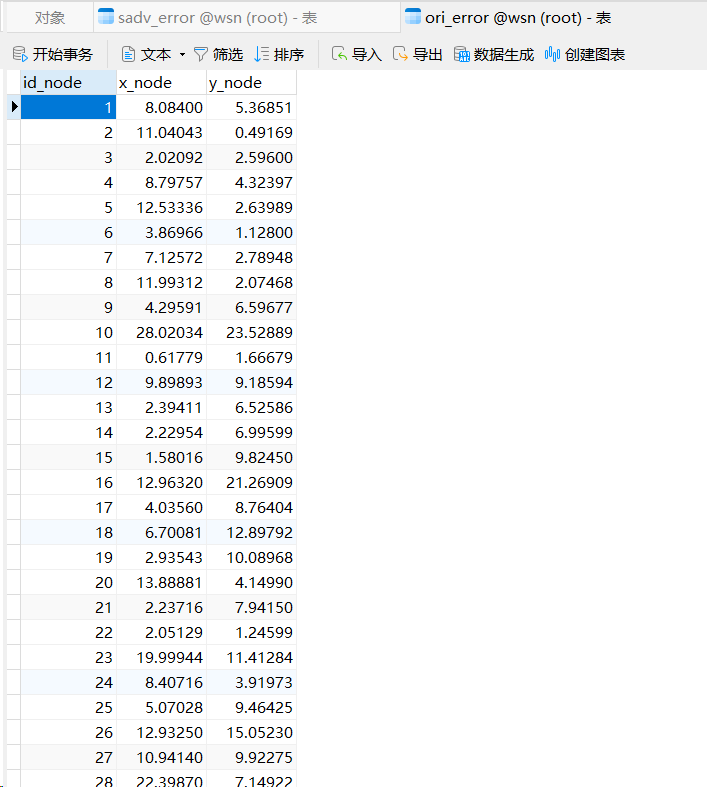 对象 sadv_error @wsn (root) - 表 ori_error @wsn (root) - 表
开始事务 文本 筛选 排序 导入 导出 数据生成 创建图表
id_node x_node y_node
1 8.08400 5.36851
2 11.04043 0.49169
3 2.02092 2.59600
4 8.79757 4.32397
5 12.53336 2.63989
6 3.86966 1.12800
7 7.12572 2.78948
8 11.99312 2.07468
9 4.29591 6.59677
10 28.02034 23.52889
11 0.61779 1.66679
12 9.89893 9.18594
13 2.39411 6.52586
14 2.22954 6.99599
15 1.58016 9.82450
16 12.96320 21.26909
17 4.03560 8.76404
18 6.70081 12.89792
19 2.93543 10.08968
20 13.88881 4.14990
21 2.23716 7.94150
22 2.05129 1.24599
23 19.99944 11.41284
24 8.40716 3.91973
25 5.07028 9.46425
26 12.93250 15.05230
27 10.94140 9.92275
28 22.39870 7.14922